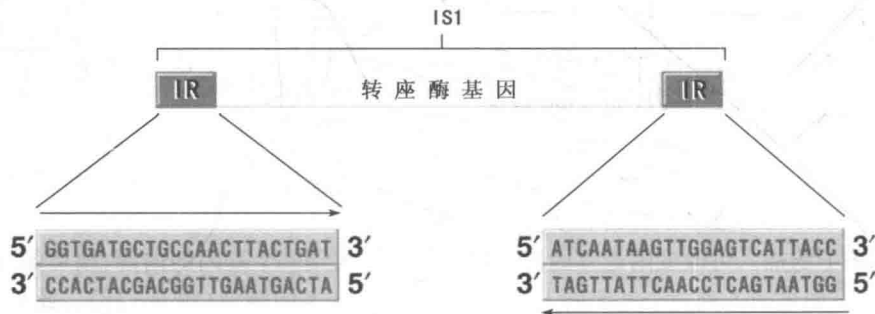 IS1
IR 转座酶基因 IR
5′ GGTGATGCTGCCAACTTACTGAT 3′ 5′ ATCAATAAGTTGGAGTCATTACC 3′
3′ CCACTACGACGGTTGAATGACTA 5′ 3′ TAGTTATTCAACCTCAGTAATGG 5′